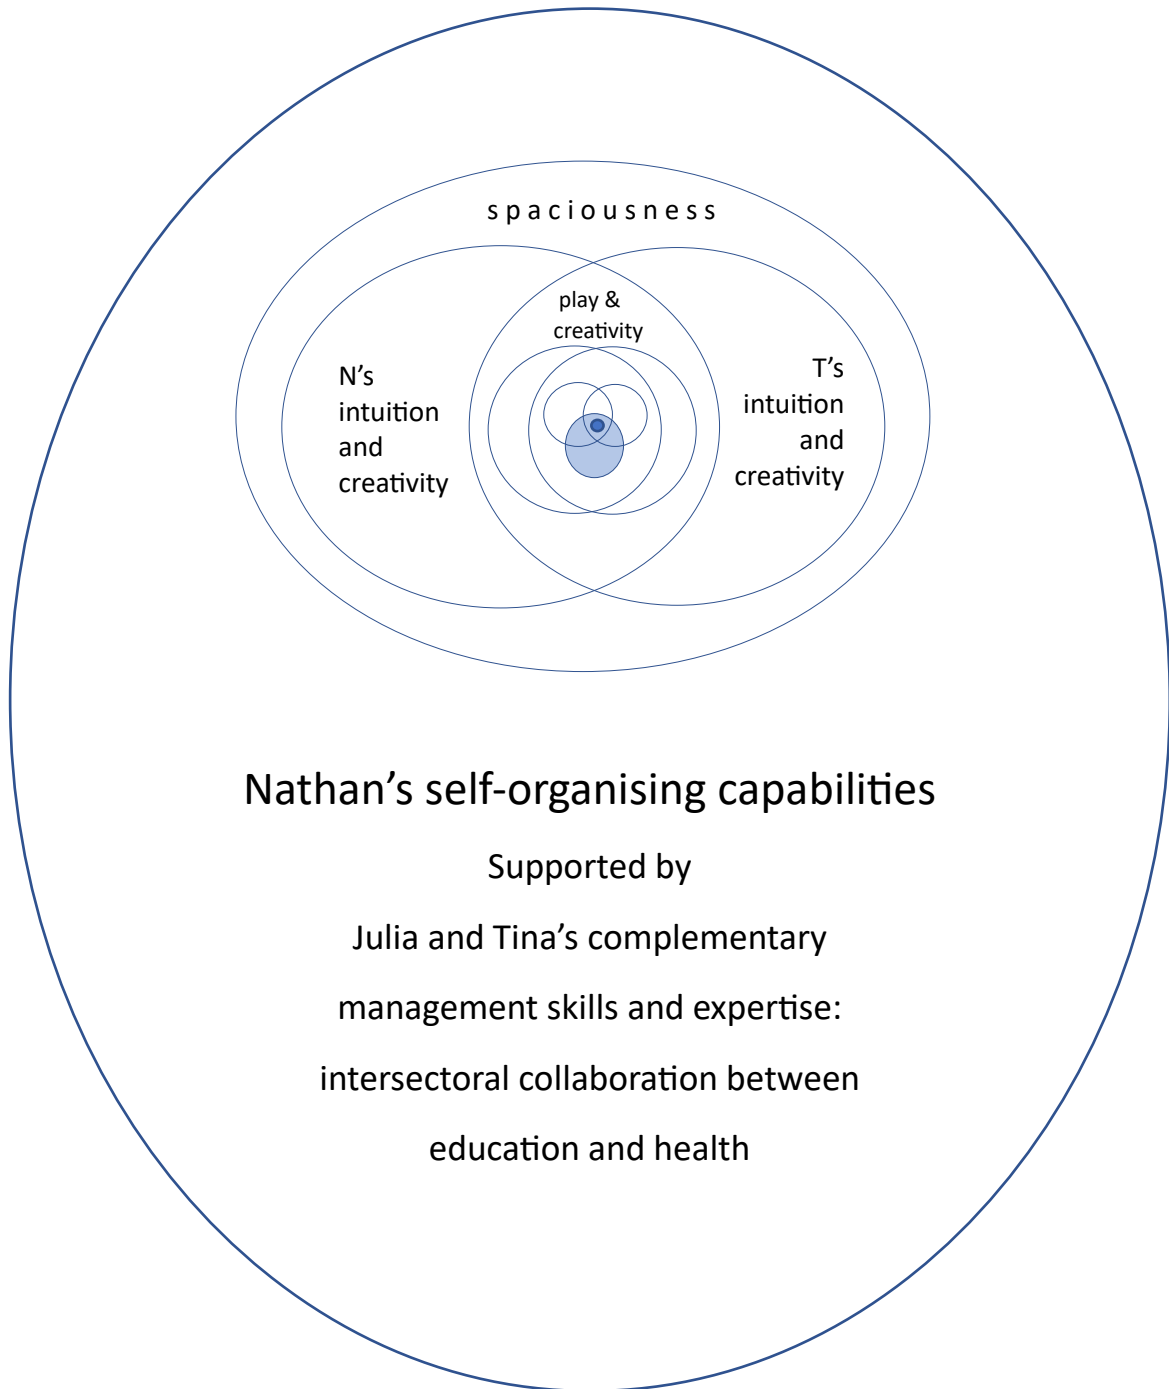 s p a c i o u s n e s s
play &
creativity
N’s
intuition
and
creativity
T’s
intuition
and
creativity
Nathan’s self-organising capabilities
Supported by
Julia and Tina’s complementary
management skills and expertise:
intersectoral collaboration between
education and health